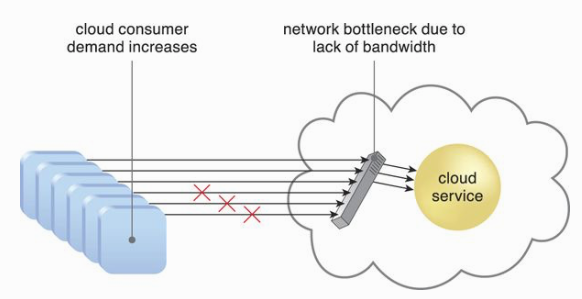 cloud consumer
demand increases
network bottleneck due to
lack of bandwidth
cloud
service